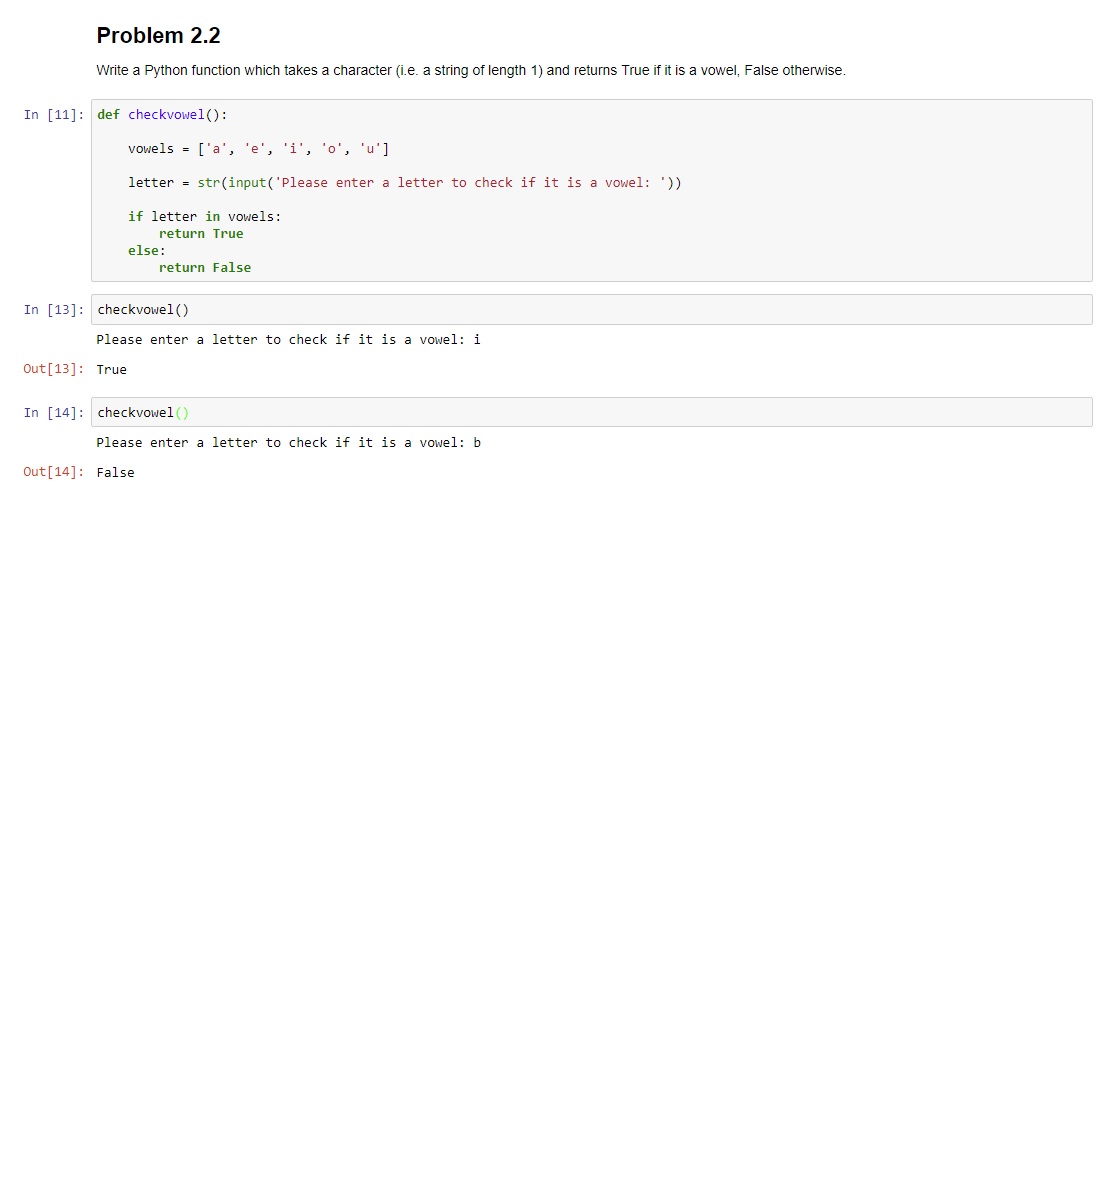 Problem 2.2
Write a Python function which takes a character (i.e. a string of length 1) and returns True if it is a vowel, False otherwise.
In [11]: def checkvowel():
    vowels = ['a', 'e', 'i', 'o', 'u']
    letter = str(input('Please enter a letter to check if it is a vowel: '))
    if letter in vowels:
        return True
    else:
        return False
In [13]: checkvowel()
Please enter a letter to check if it is a vowel: i
Out[13]: True
In [14]: checkvowel()
Please enter a letter to check if it is a vowel: b
Out[14]: False